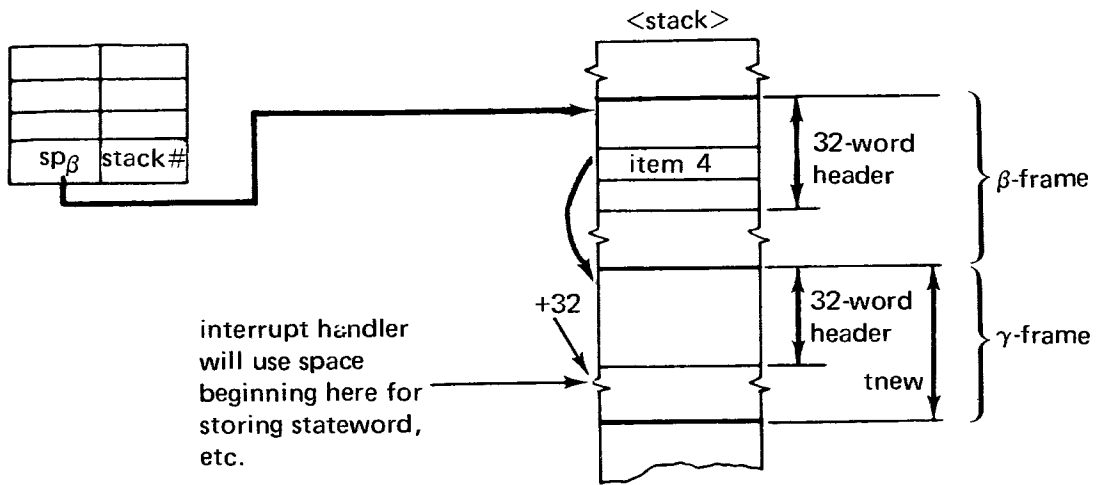 <stack>
spβ
stack#
item 4
32-word
header
β-frame
+32
32-word
header
γ-frame
tnew
interrupt handler
will use space
beginning here for
storing stateword,
etc.